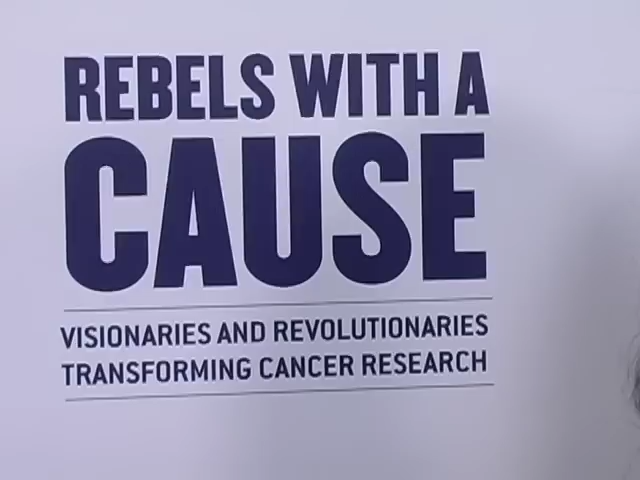 REBELS WITH A
CAUSE
VISIONARIES AND REVOLUTIONARIES
TRANSFORMING CANCER RESEARCH